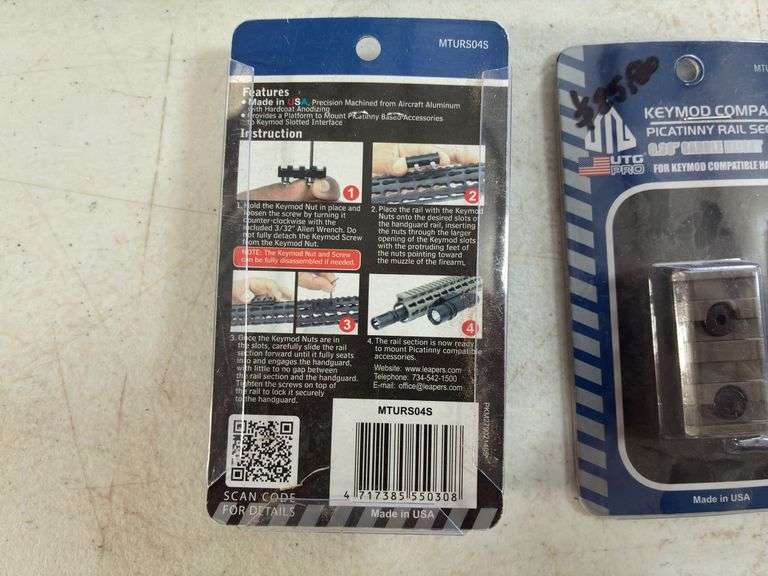 MTURS04S
Features
• Made in USA, Precision Machined from Aircraft Aluminum
with Hardcoat Anodizing
• Provides a Platform to Mount Picatinny Based Accessories
to Keymod Slotted Interface
Instruction
1
1. Hold the Keymod Nut in place and
loosen the screw by turning it
counter-clockwise with the
included 3/32" Allen Wrench. Do
not fully detach the Keymod Screw
from the Keymod Nut.
NOTE: The Keymod Nut and Screw
can be fully disassembled if needed.
2
2. Place the rail with the Keymod
Nuts onto the desired slots of
the handguard rail, inserting
the nuts through the larger
opening of the Keymod slots
with the protruding feet of
the nuts pointing toward
the muzzle of the firearm.
3
3. Once the Keymod Nuts are in
the slots, carefully slide the rail
section forward until it fully seats
into and engages the handguard,
with little to no gap between
the rail section and the handguard.
Tighten the screws on top of
the rail to lock it securely
to the handguard.
4
4. The rail section is now ready
to mount Picatinny compatible
accessories.
Website: www.leapers.com
Telephone: 734-542-1500
E-mail: office@leapers.com
MTURS04S
4 717385 550308
SCAN CODE
FOR DETAILS
Made in USA
MTU
KEYMOD COMPA
PICATINNY RAIL SEC
UTG
PRO
FOR KEYMOD COMPATIBLE HA
Made in USA